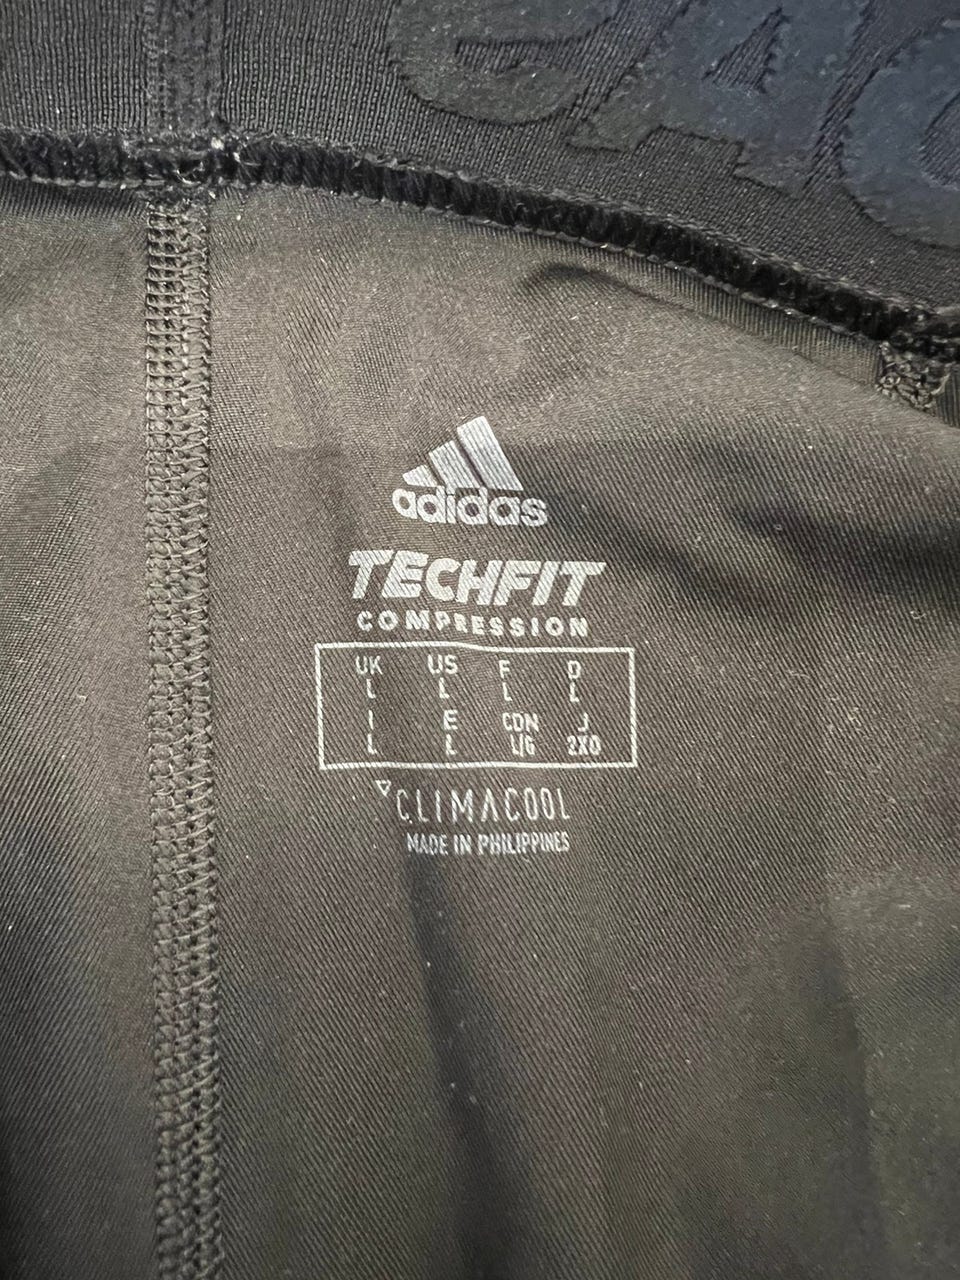 adidas
TECHFIT
COMPRESSION
UK US F D
L L L L
I E CDN J
L L L/G 2XO
CLIMACOOL
MADE IN PHILIPPINES